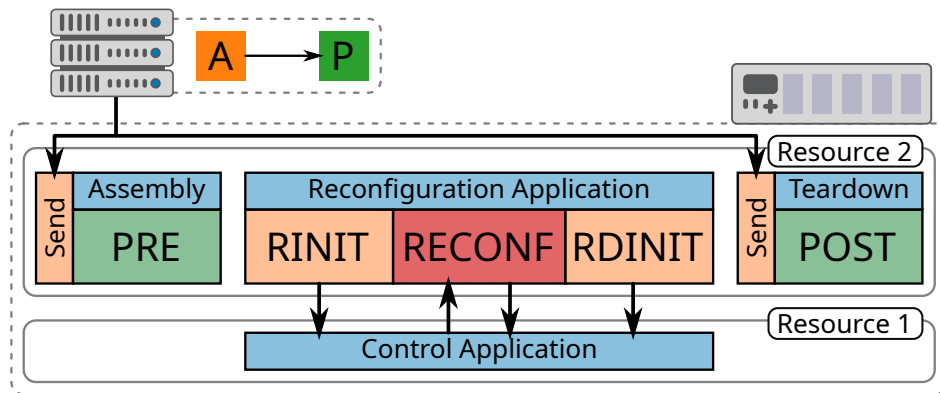 A
P
Resource 2
Send
Assembly
PRE
Reconfiguration Application
RINIT
RECONF
RDINIT
Send
Teardown
POST
Resource 1
Control Application